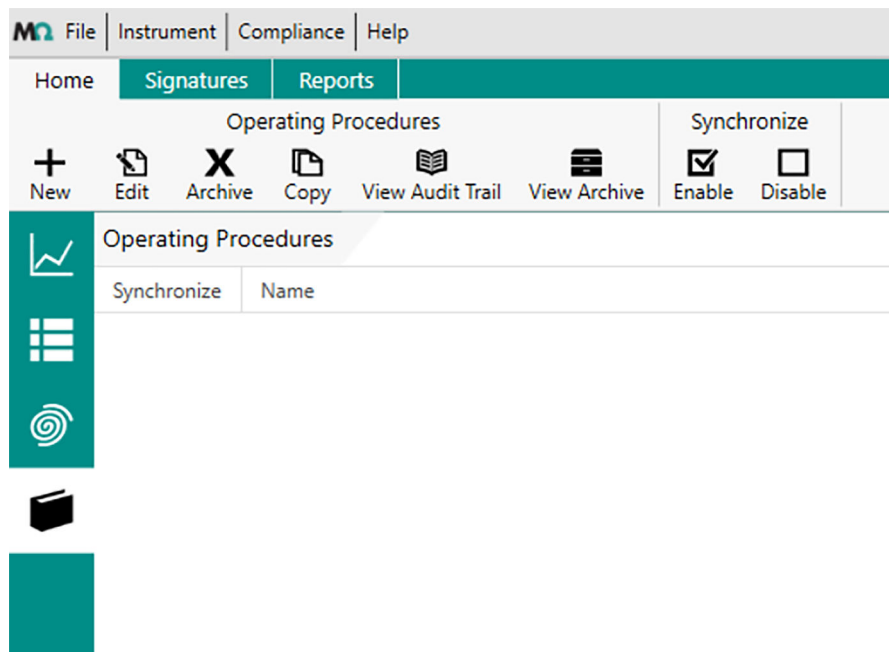 MΩ File Instrument Compliance Help
Home Signatures Reports
Operating Procedures Synchronize
New Edit Archive Copy View Audit Trail View Archive Enable Disable
Operating Procedures
Synchronize Name